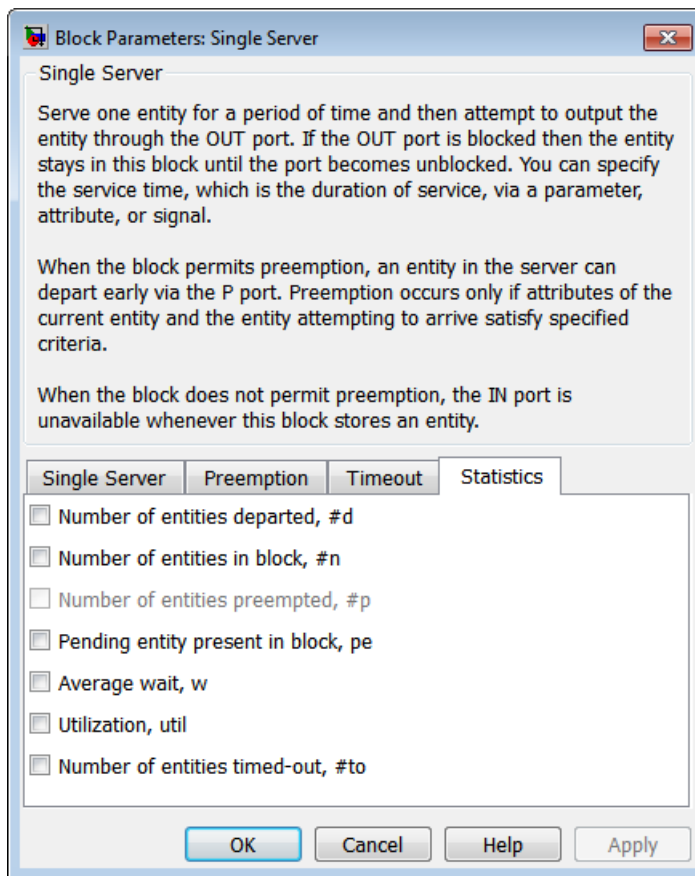 Block Parameters: Single Server
Single Server
Serve one entity for a period of time and then attempt to output the
entity through the OUT port. If the OUT port is blocked then the entity
stays in this block until the port becomes unblocked. You can specify
the service time, which is the duration of service, via a parameter,
attribute, or signal.
When the block permits preemption, an entity in the server can
depart early via the P port. Preemption occurs only if attributes of the
current entity and the entity attempting to arrive satisfy specified
criteria.
When the block does not permit preemption, the IN port is
unavailable whenever this block stores an entity.
Single Server Preemption Timeout Statistics
Number of entities departed, #d
Number of entities in block, #n
Number of entities preempted, #p
Pending entity present in block, pe
Average wait, w
Utilization, util
Number of entities timed-out, #to
OK Cancel Help Apply